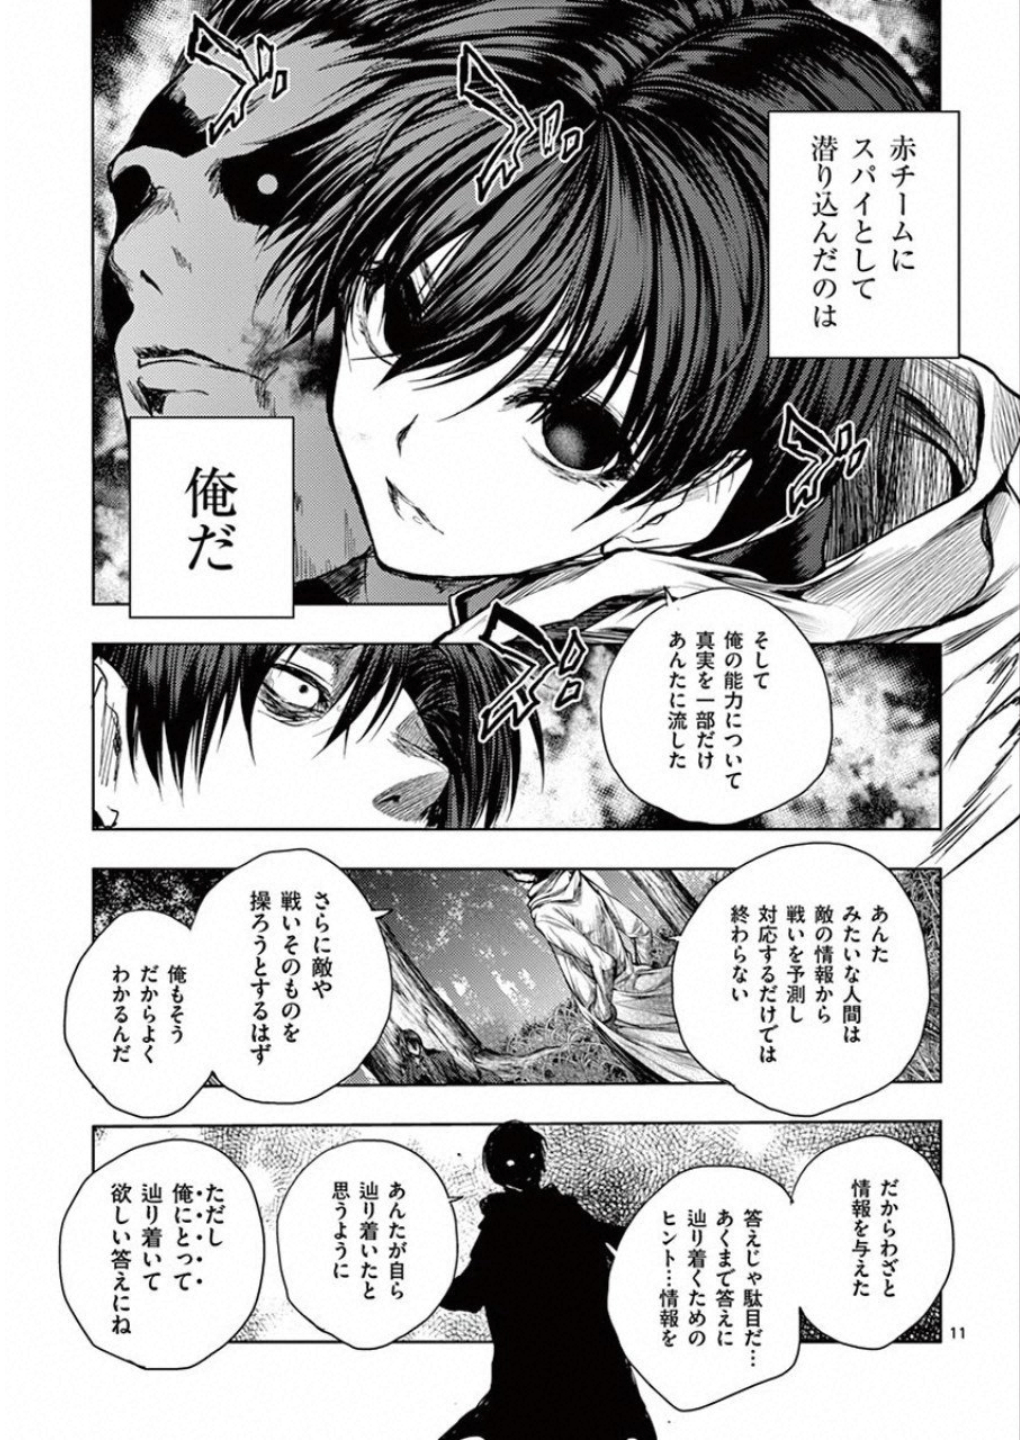 赤チームに
スパイとして
潜り込んだのは
俺だ
そして
俺の能力について
真実を一部だけ
あんたに流した
あんた
みたいな人間は
敵の情報から
戦いを予測し
対応するだけでは
終わらない
さらに敵や
戦いそのものを
操ろうとするはず
俺もそう
だからよく
わかるんだ
だからわざと
情報を与えた
答えじゃ駄目だ…
あくまで答えに
辿り着くための
ヒント…情報を
あんたが自ら
辿り着いたと
思うように
ただし
俺にとって
辿り着いて
欲しい答えにね
11